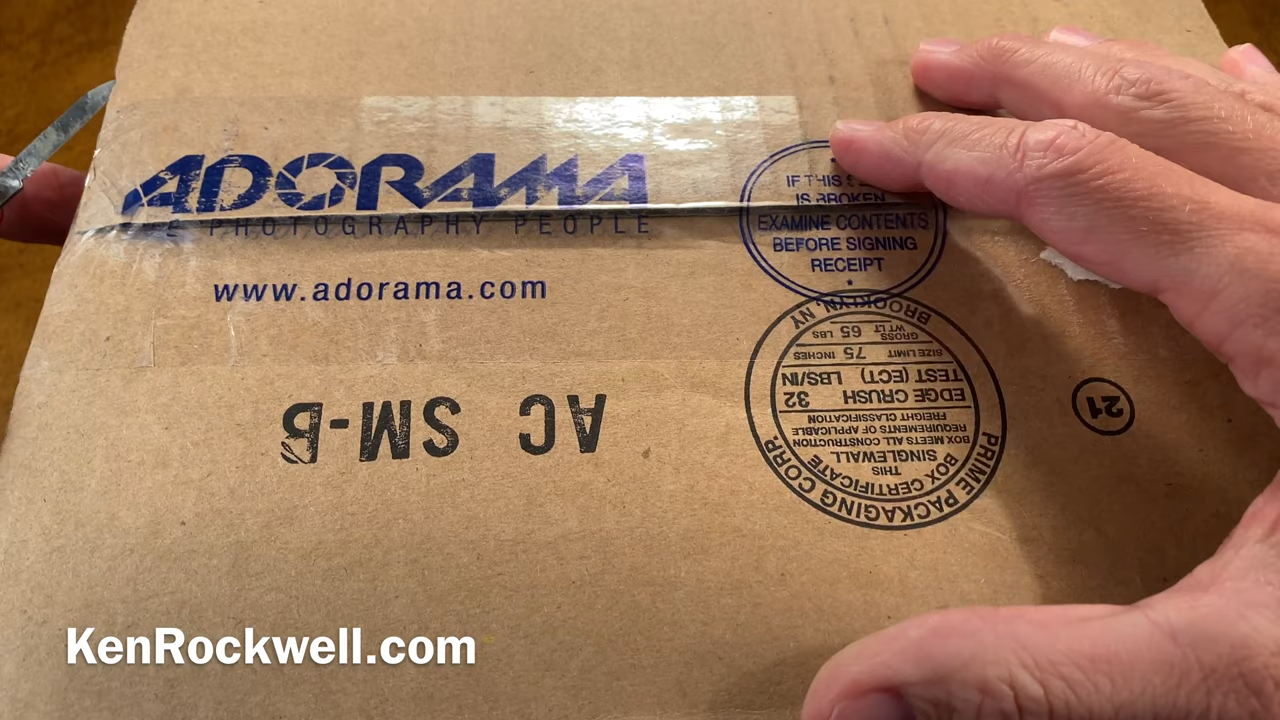 ADORAMA
THE PHOTOGRAPHY PEOPLE
www.adorama.com
IF THIS
IS BROKEN
EXAMINE CONTENTS
BEFORE SIGNING
RECEIPT
AC SM-B
PRIME PACKAGING CORP.
BOX CERTIFICATE
THIS
SINGLEWALL
BOX MEETS ALL CONSTRUCTION
REQUIREMENTS OF APPLICABLE
FREIGHT CLASSIFICATION
EDGE CRUSH 32
TEST (ECT) LBS/IN
SIZE LIMIT 75 INCHES
GROSS WT LT 65 LBS
BROOKLYN, NY
21
KenRockwell.com